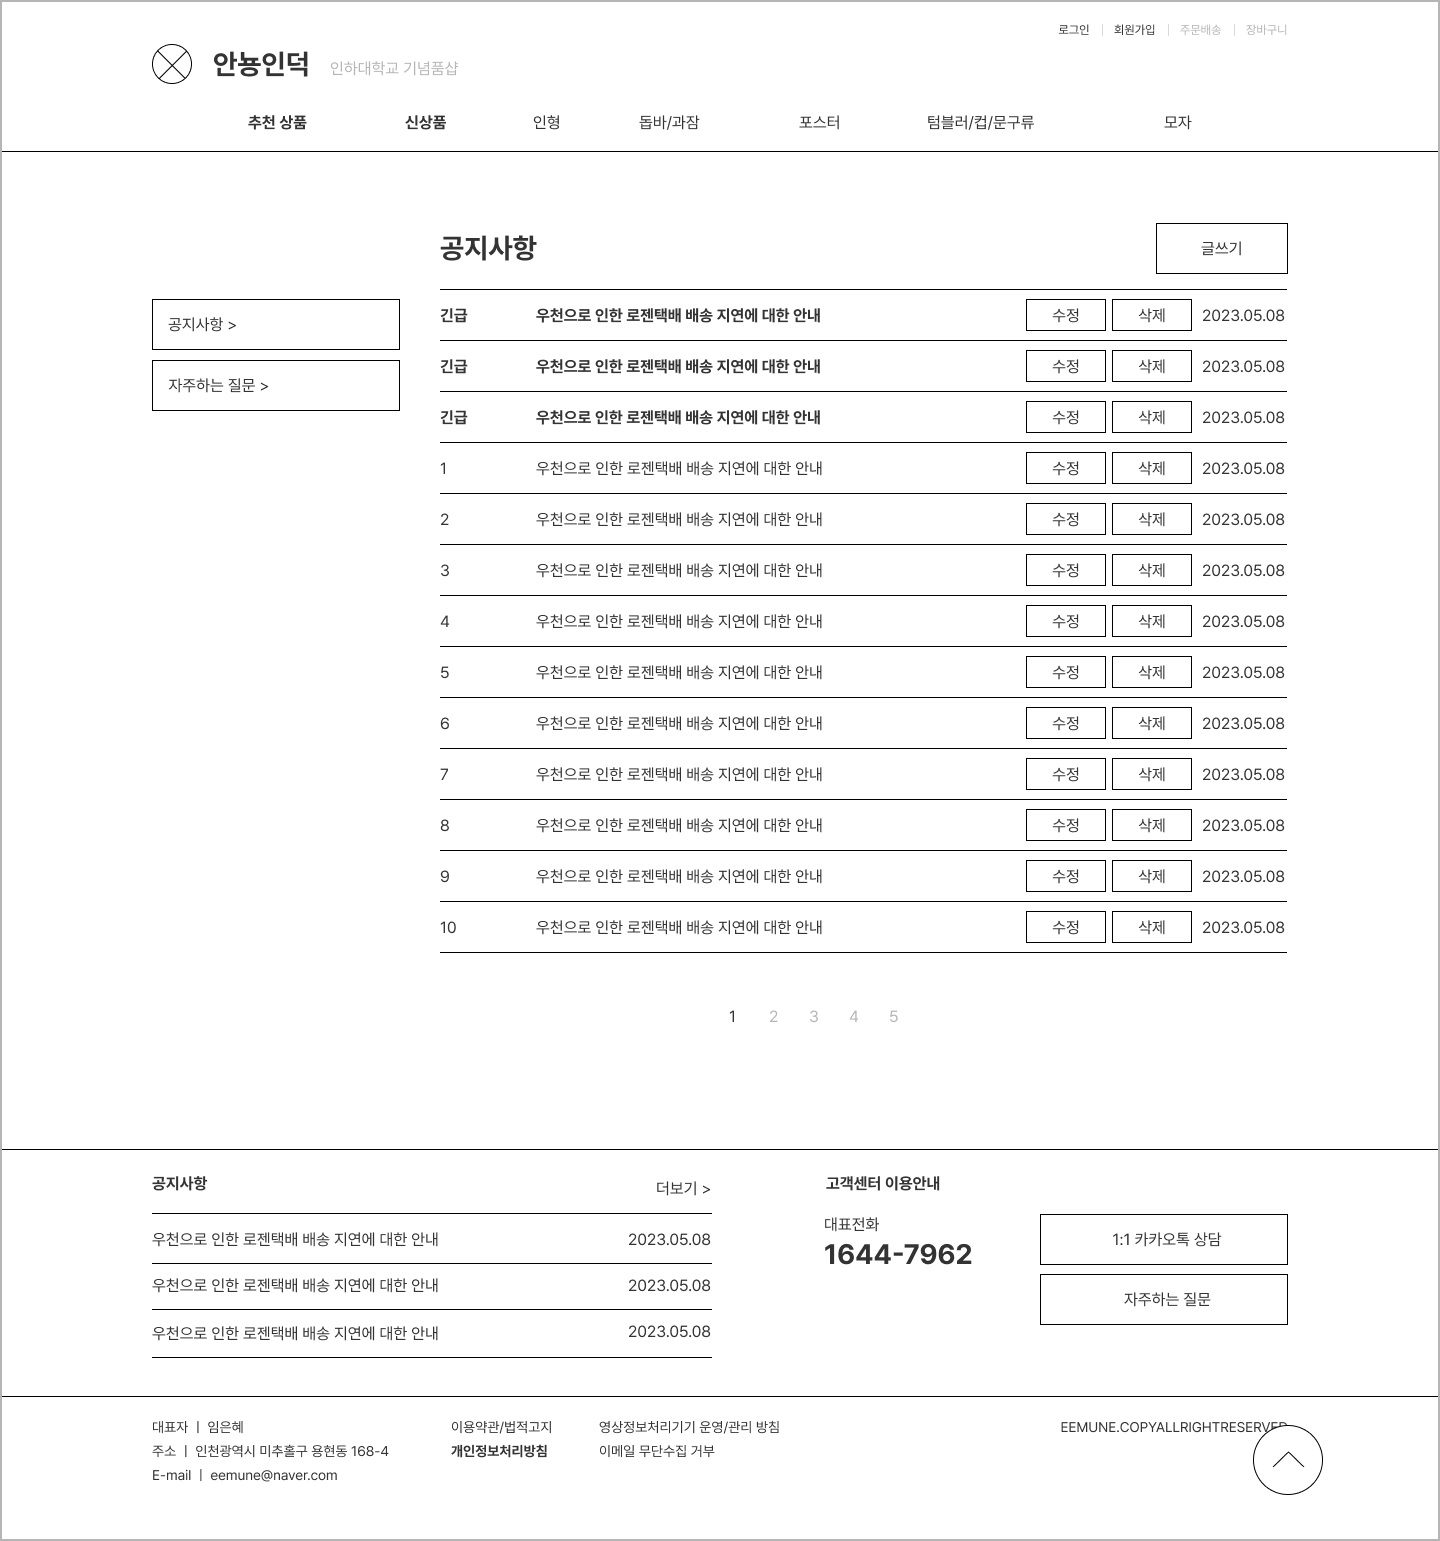 로그인 | 회원가입 | 주문배송 | 장바구니
안뇽인덕 인하대학교 기념품샵
추천 상품 신상품 인형 돕바/과잠 포스터 텀블러/컵/문구류 모자
공지사항 글쓰기
공지사항 >
자주하는 질문 >
긴급 우천으로 인한 로젠택배 배송 지연에 대한 안내 수정 삭제 2023.05.08
긴급 우천으로 인한 로젠택배 배송 지연에 대한 안내 수정 삭제 2023.05.08
긴급 우천으로 인한 로젠택배 배송 지연에 대한 안내 수정 삭제 2023.05.08
1 우천으로 인한 로젠택배 배송 지연에 대한 안내 수정 삭제 2023.05.08
2 우천으로 인한 로젠택배 배송 지연에 대한 안내 수정 삭제 2023.05.08
3 우천으로 인한 로젠택배 배송 지연에 대한 안내 수정 삭제 2023.05.08
4 우천으로 인한 로젠택배 배송 지연에 대한 안내 수정 삭제 2023.05.08
5 우천으로 인한 로젠택배 배송 지연에 대한 안내 수정 삭제 2023.05.08
6 우천으로 인한 로젠택배 배송 지연에 대한 안내 수정 삭제 2023.05.08
7 우천으로 인한 로젠택배 배송 지연에 대한 안내 수정 삭제 2023.05.08
8 우천으로 인한 로젠택배 배송 지연에 대한 안내 수정 삭제 2023.05.08
9 우천으로 인한 로젠택배 배송 지연에 대한 안내 수정 삭제 2023.05.08
10 우천으로 인한 로젠택배 배송 지연에 대한 안내 수정 삭제 2023.05.08
1 2 3 4 5
공지사항 더보기 >
우천으로 인한 로젠택배 배송 지연에 대한 안내 2023.05.08
우천으로 인한 로젠택배 배송 지연에 대한 안내 2023.05.08
우천으로 인한 로젠택배 배송 지연에 대한 안내 2023.05.08
고객센터 이용안내
대표전화
1644-7962
1:1 카카오톡 상담
자주하는 질문
대표자 | 임은혜
주소 | 인천광역시 미추홀구 용현동 168-4
E-mail | eemune@naver.com
이용약관/법적고지
개인정보처리방침
영상정보처리기기 운영/관리 방침
이메일 무단수집 거부
EEMUNE.COPYALLRIGHTRESERVED